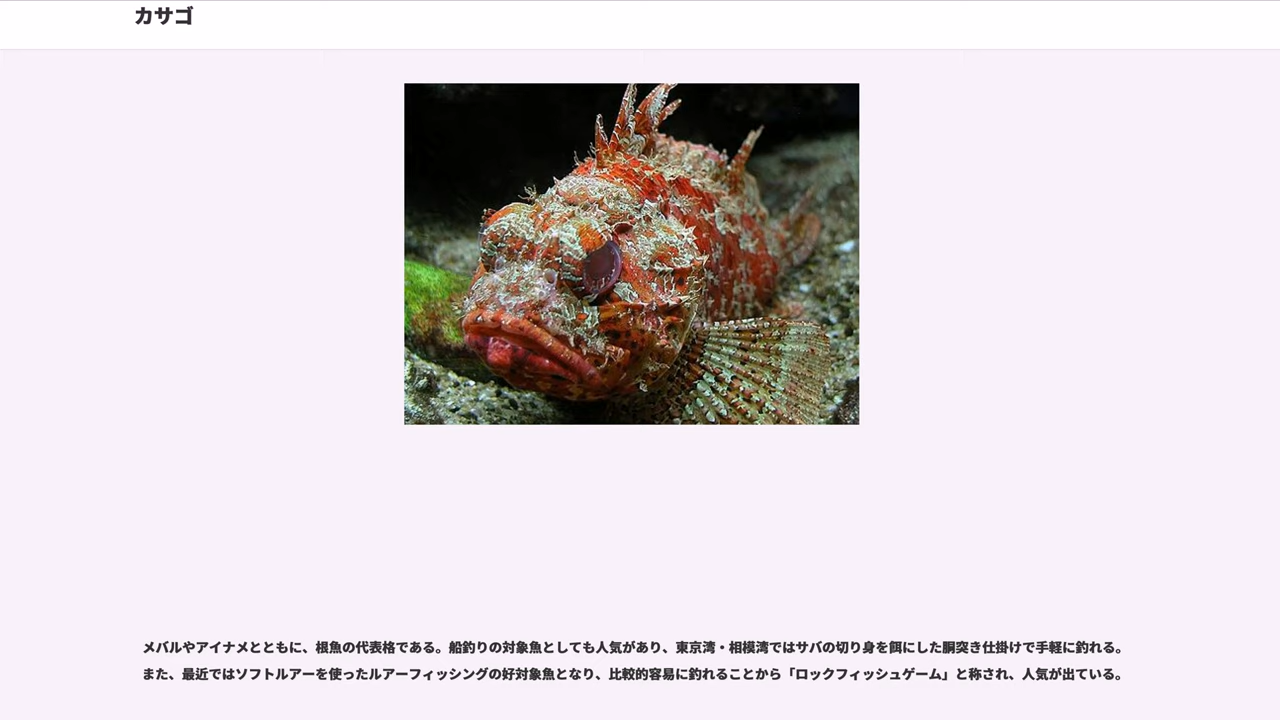 カサゴ
メバルやアイナメとともに、根魚の代表格である。船釣りの対象魚としても人気があり、東京湾・相模湾ではサバの切り身を餌にした胴突き仕掛けで手軽に釣れる。
また、最近ではソフトルアーを使ったルアーフィッシングの好対象魚となり、比較的容易に釣れることから「ロックフィッシュゲーム」と称され、人気が出ている。